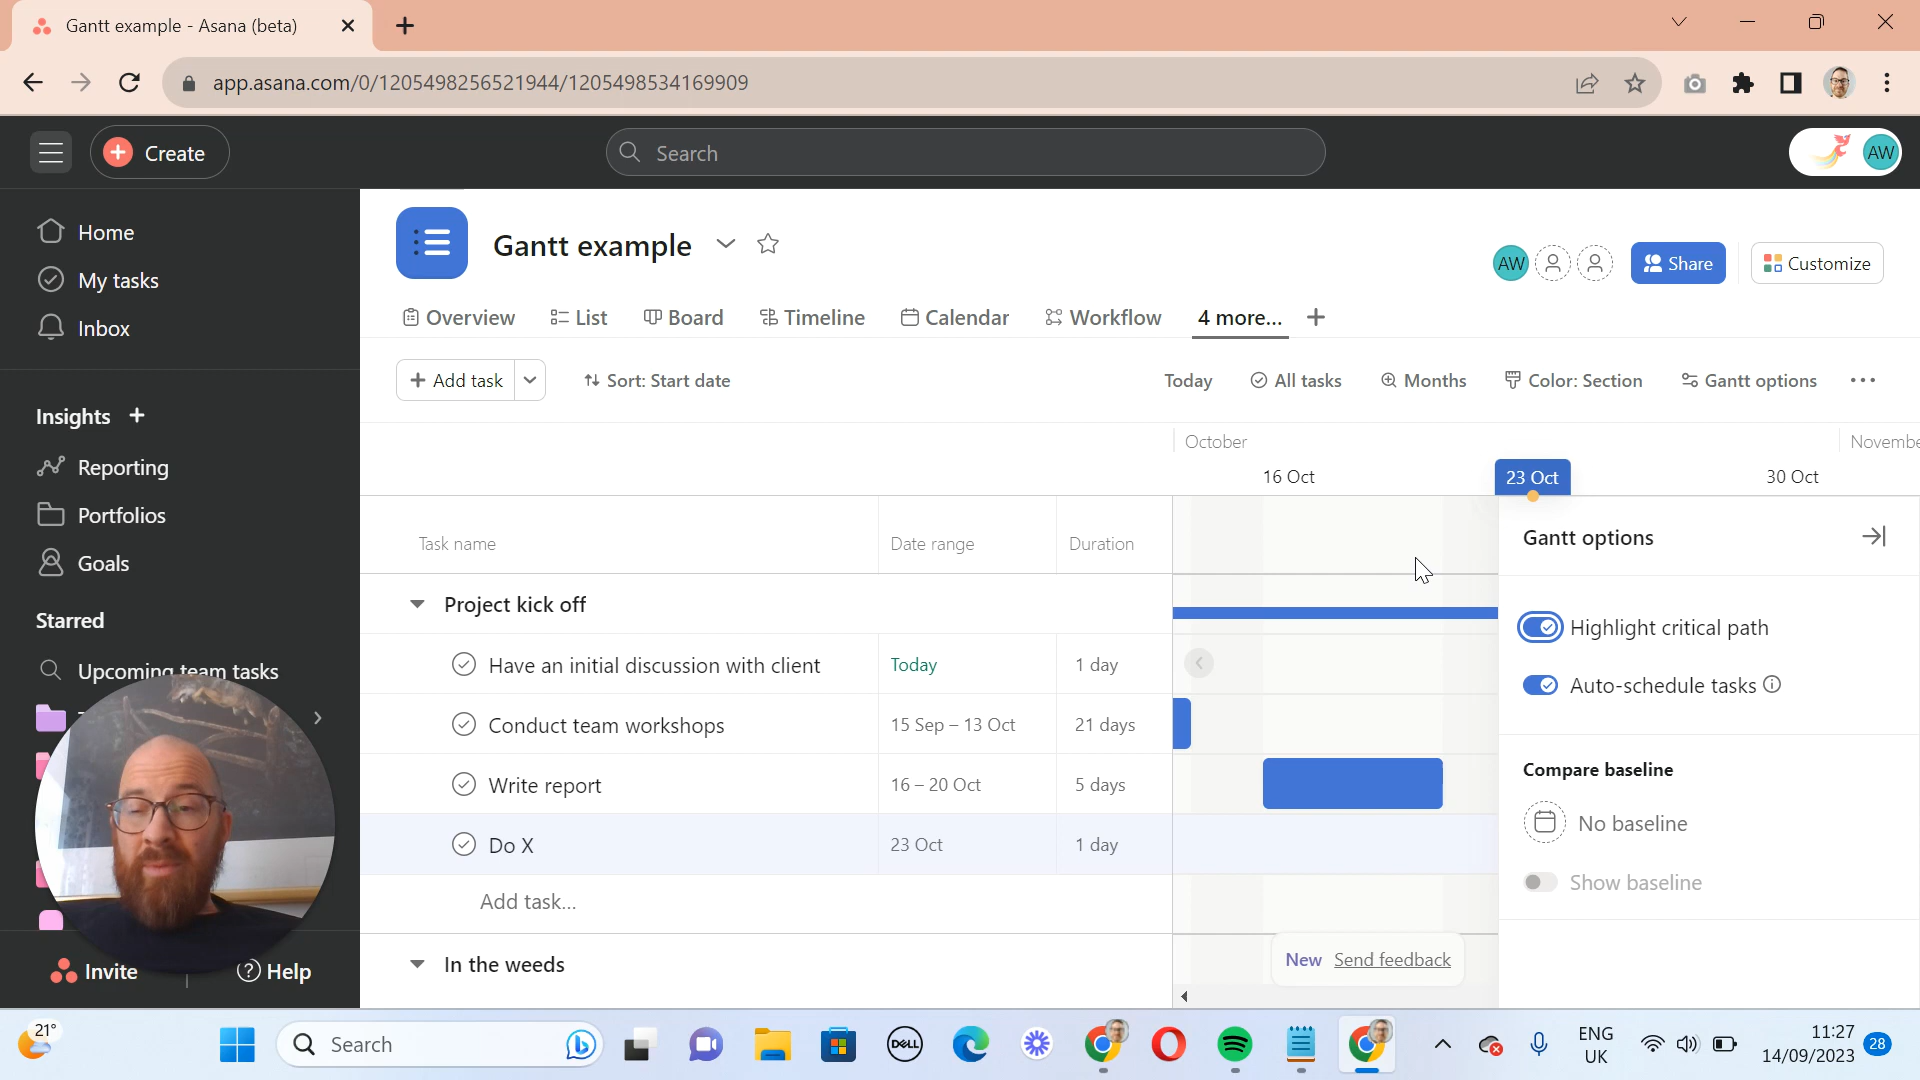 Gantt example - Asana (beta)
app.asana.com/0/1205498256521944/1205498534169909
Create
Search
AW
Home
My tasks
Inbox
Insights
Reporting
Portfolios
Goals
Starred
Upcoming team tasks
Invite
Help
Gantt example
AW
Share
Customize
Overview
List
Board
Timeline
Calendar
Workflow
4 more...
Add task
Sort: Start date
Today
All tasks
Months
Color: Section
Gantt options
October
Novembe
16 Oct
23 Oct
30 Oct
Task name
Date range
Duration
Project kick off
Have an initial discussion with client
Today
1 day
Conduct team workshops
15 Sep – 13 Oct
21 days
Write report
16 – 20 Oct
5 days
Do X
23 Oct
1 day
Add task...
In the weeds
Gantt options
Highlight critical path
Auto-schedule tasks
Compare baseline
No baseline
Show baseline
New Send feedback
21°
Search
DELL
ENG
UK
11:27
14/09/2023
28